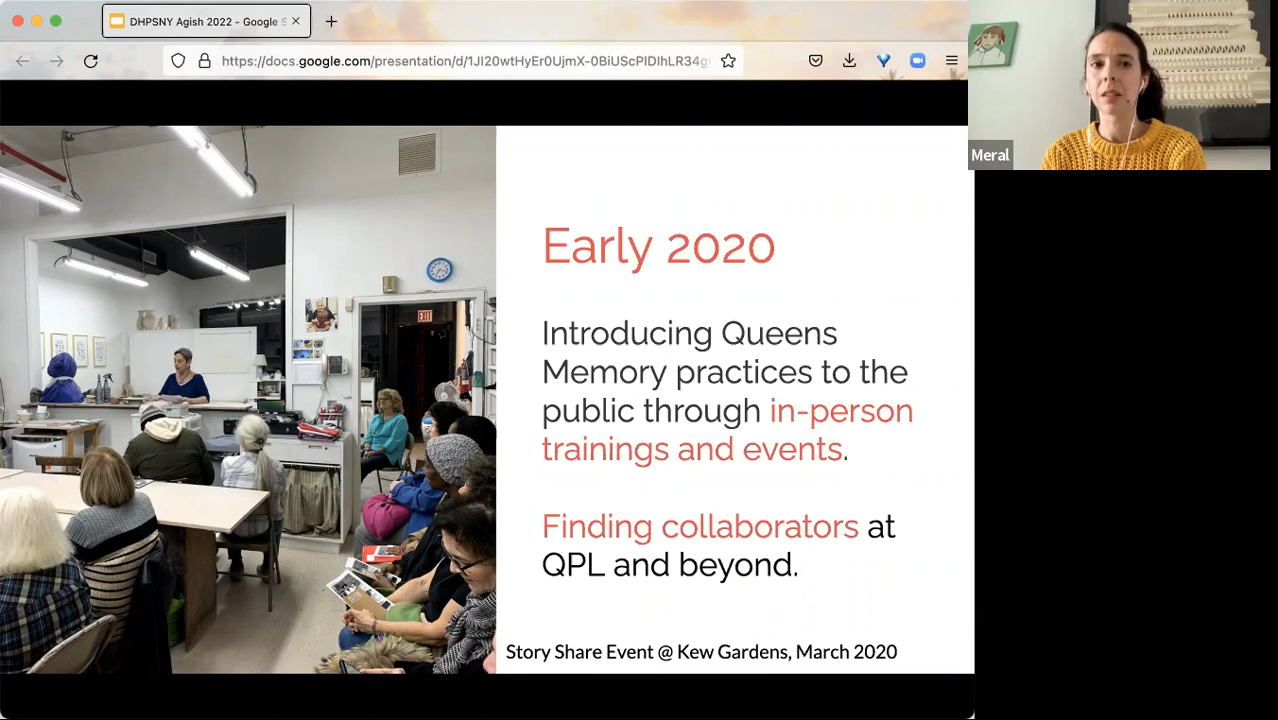 DHPSNY Agish 2022 - Google S
https://docs.google.com/presentation/d/1JI20wtHyEr0UjmX-0BiUScPIDIhLR34g
Meral
EXIT
Early 2020
Introducing Queens
Memory practices to the
public through in-person
trainings and events.
Finding collaborators at
QPL and beyond.
Story Share Event @ Kew Gardens, March 2020